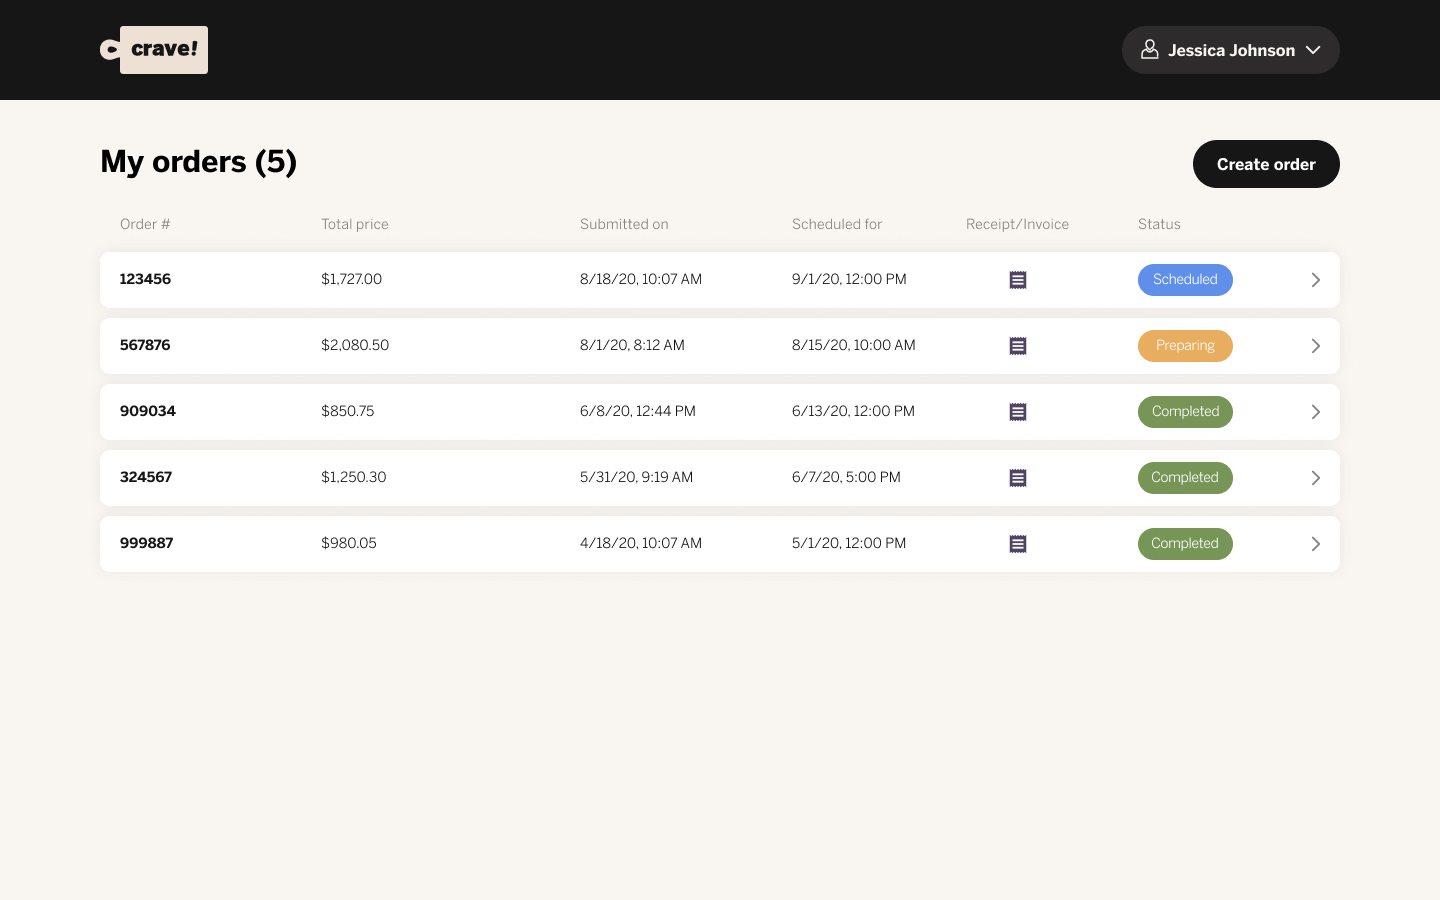 crave!
Jessica Johnson
My orders (5)
Create order
Order # Total price Submitted on Scheduled for Receipt/Invoice Status
123456 $1,727.00 8/18/20, 10:07 AM 9/1/20, 12:00 PM Scheduled
567876 $2,080.50 8/1/20, 8:12 AM 8/15/20, 10:00 AM Preparing
909034 $850.75 6/8/20, 12:44 PM 6/13/20, 12:00 PM Completed
324567 $1,250.30 5/31/20, 9:19 AM 6/7/20, 5:00 PM Completed
999887 $980.05 4/18/20, 10:07 AM 5/1/20, 12:00 PM Completed